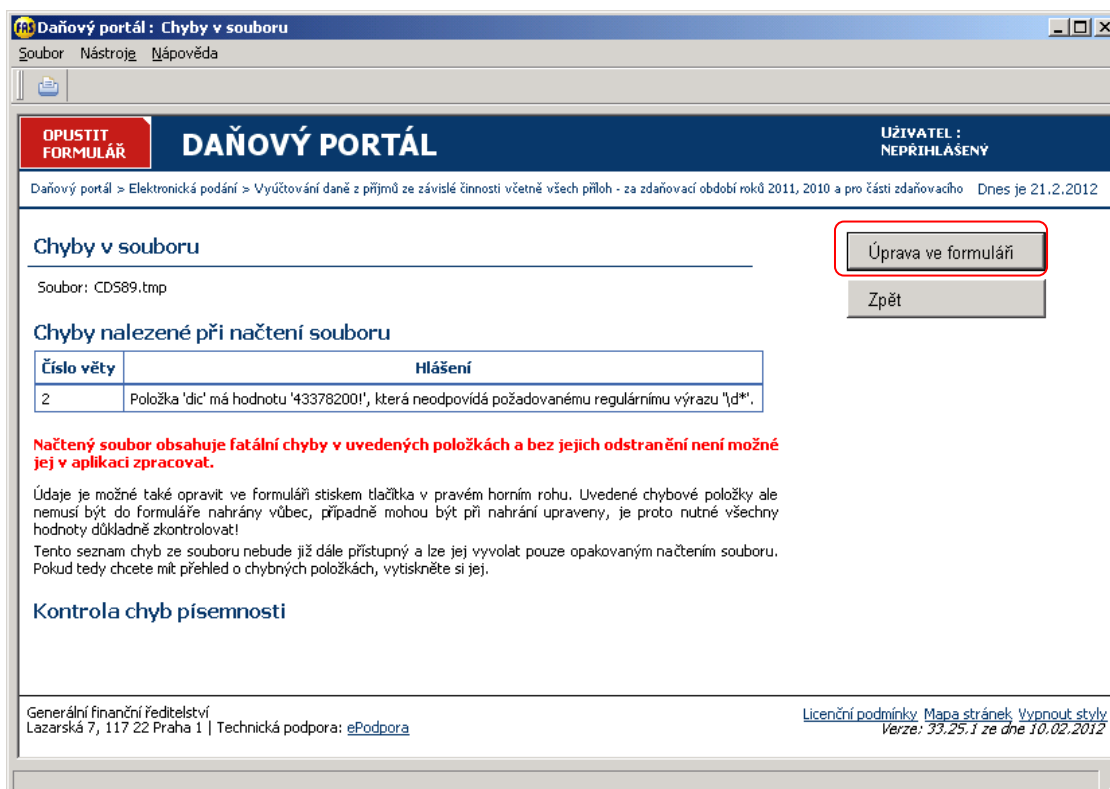 FAS Daňový portál : Chyby v souboru
Soubor Nástroje Nápověda
OPUSTIT
FORMULÁŘ
DAŇOVÝ PORTÁL
UŽIVATEL :
NEPŘIHLÁŠENÝ
Daňový portál > Elektronická podání > Vyúčtování daně z příjmů ze závislé činnosti včetně všech příloh - za zdaňovací období roků 2011, 2010 a pro části zdaňovacího Dnes je 21.2.2012
Chyby v souboru
Úprava ve formuláři
Soubor: CDS89.tmp
Zpět
Chyby nalezené při načtení souboru
Číslo věty Hlášení
2 Položka 'dic' má hodnotu '43378200!', která neodpovídá požadovanému regulárnímu výrazu '\d*'.
Načtený soubor obsahuje fatální chyby v uvedených položkách a bez jejich odstranění není možné
jej v aplikaci zpracovat.
Údaje je možné také opravit ve formuláři stiskem tlačítka v pravém horním rohu. Uvedené chybové položky ale
nemusí být do formuláře nahrány vůbec, případně mohou být při nahrání upraveny, je proto nutné všechny
hodnoty důkladně zkontrolovat!
Tento seznam chyb ze souboru nebude již dále přístupný a lze jej vyvolat pouze opakovaným načtením souboru.
Pokud tedy chcete mít přehled o chybných položkách, vytiskněte si jej.
Kontrola chyb písemnosti
Generální finanční ředitelství
Lazarská 7, 117 22 Praha 1 | Technická podpora: ePodpora
Licenční podmínky Mapa stránek Vypnout styly
Verze: 33.25.1 ze dne 10.02.2012